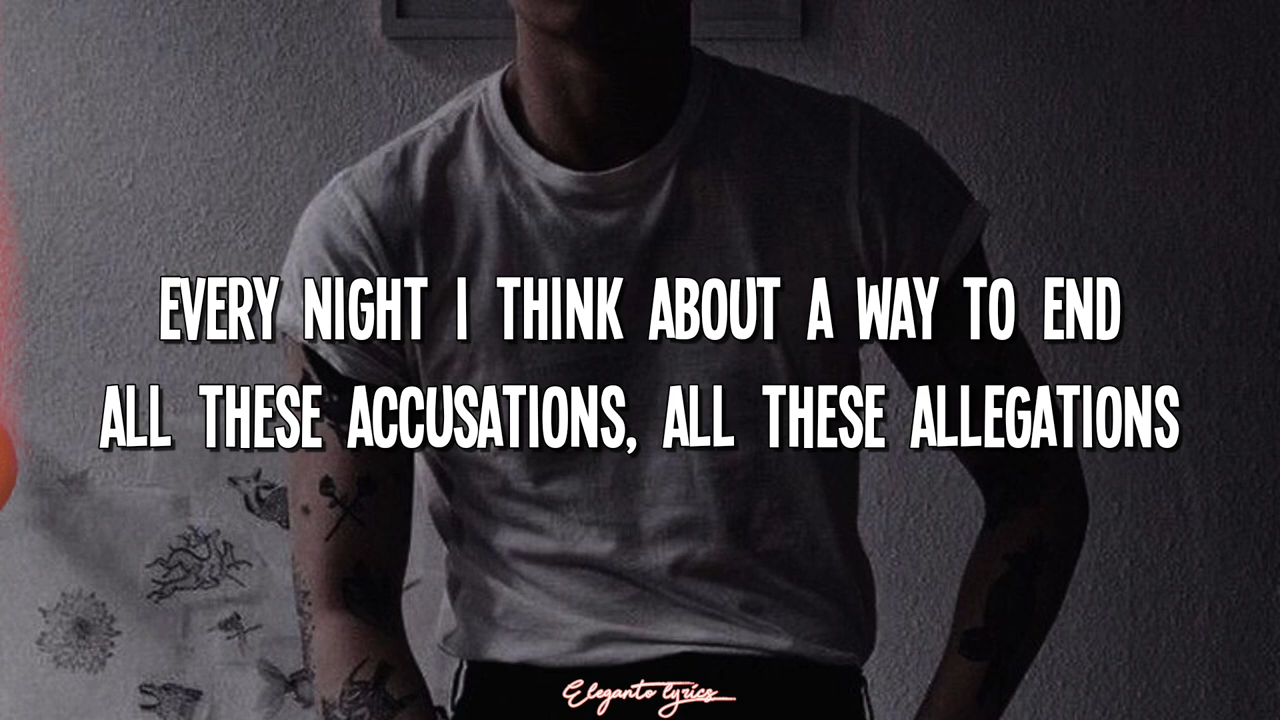 EVERY NIGHT I THINK ABOUT A WAY TO END
ALL THESE ACCUSATIONS, ALL THESE ALLEGATIONS
Eleganto lyrics